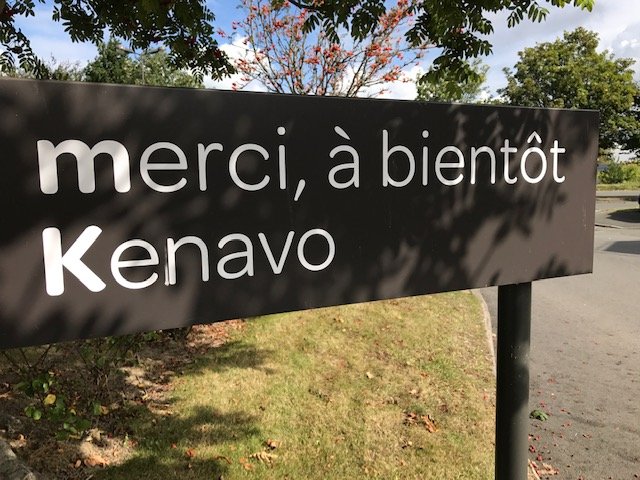 merci, à bientôt
Kenavo